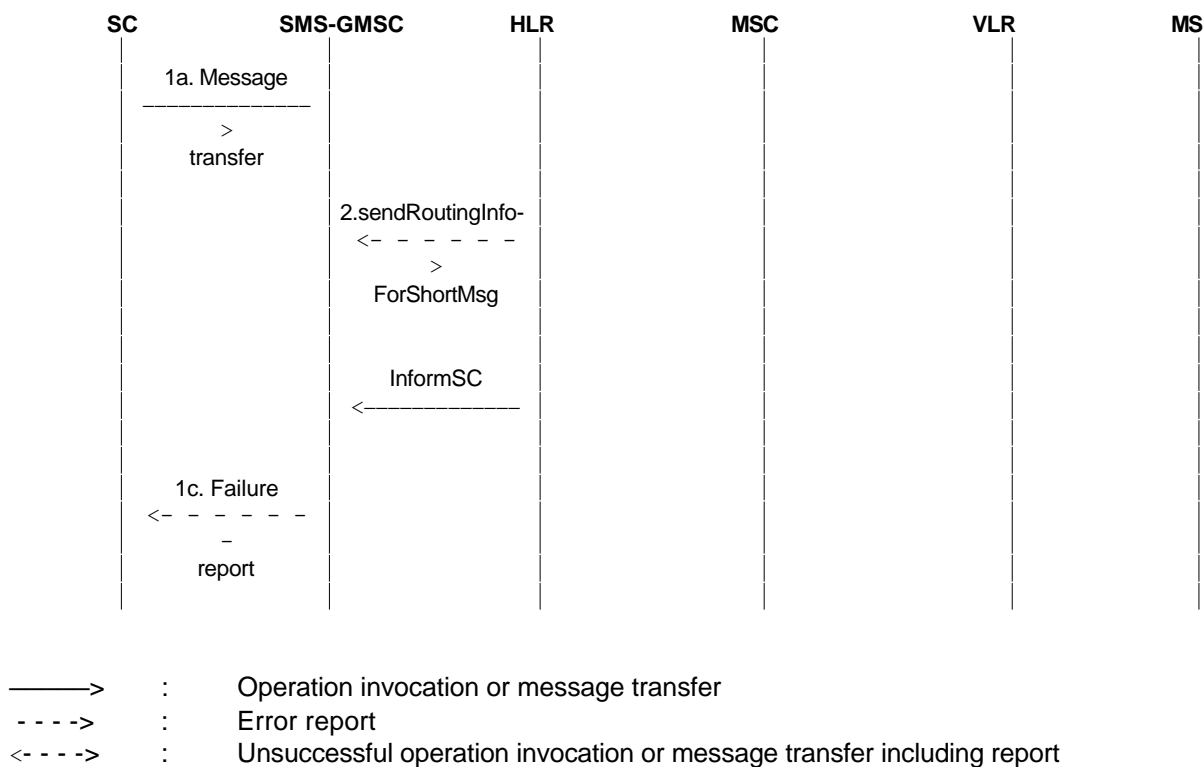 SC SMS-GMSC HLR MSC VLR MS
1a. Message
––––––––––––––
>
transfer
2.sendRoutingInfo-
<– – – – – – –
>
ForShortMsg
InformSC
<–––––––––––––
1c. Failure
<– – – – – –
–
report
————> : Operation invocation or message transfer
- - - -> : Error report
<- - - -> : Unsuccessful operation invocation or message transfer including report